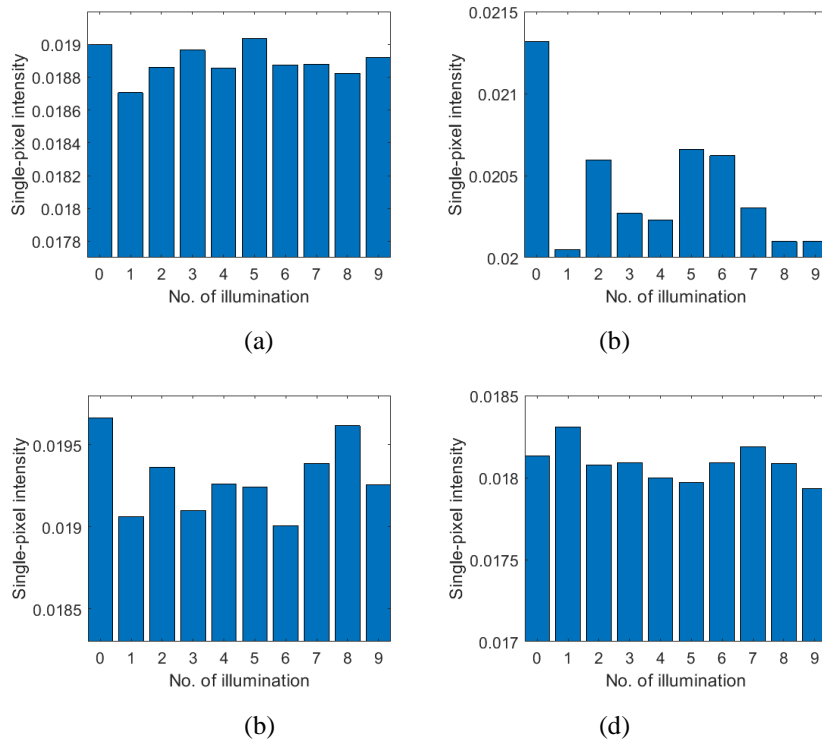 0.019
0.0188
0.0186
0.0184
0.0182
0.018
0.0178
Single-pixel intensity
0 1 2 3 4 5 6 7 8 9
No. of illumination
(a)
0.0215
0.021
0.0205
0.02
Single-pixel intensity
0 1 2 3 4 5 6 7 8 9
No. of illumination
(b)
0.0195
0.019
0.0185
Single-pixel intensity
0 1 2 3 4 5 6 7 8 9
No. of illumination
(b)
0.0185
0.018
0.0175
0.017
Single-pixel intensity
0 1 2 3 4 5 6 7 8 9
No. of illumination
(d)